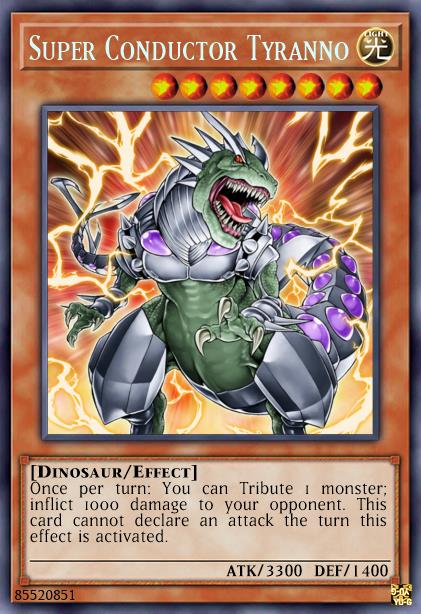 Super Conductor Tyranno
LIGHT
光
[Dinosaur/Effect]
Once per turn: You can Tribute 1 monster;
inflict 1000 damage to your opponent. This
card cannot declare an attack the turn this
effect is activated.
ATK/3300 DEF/1400
85520851